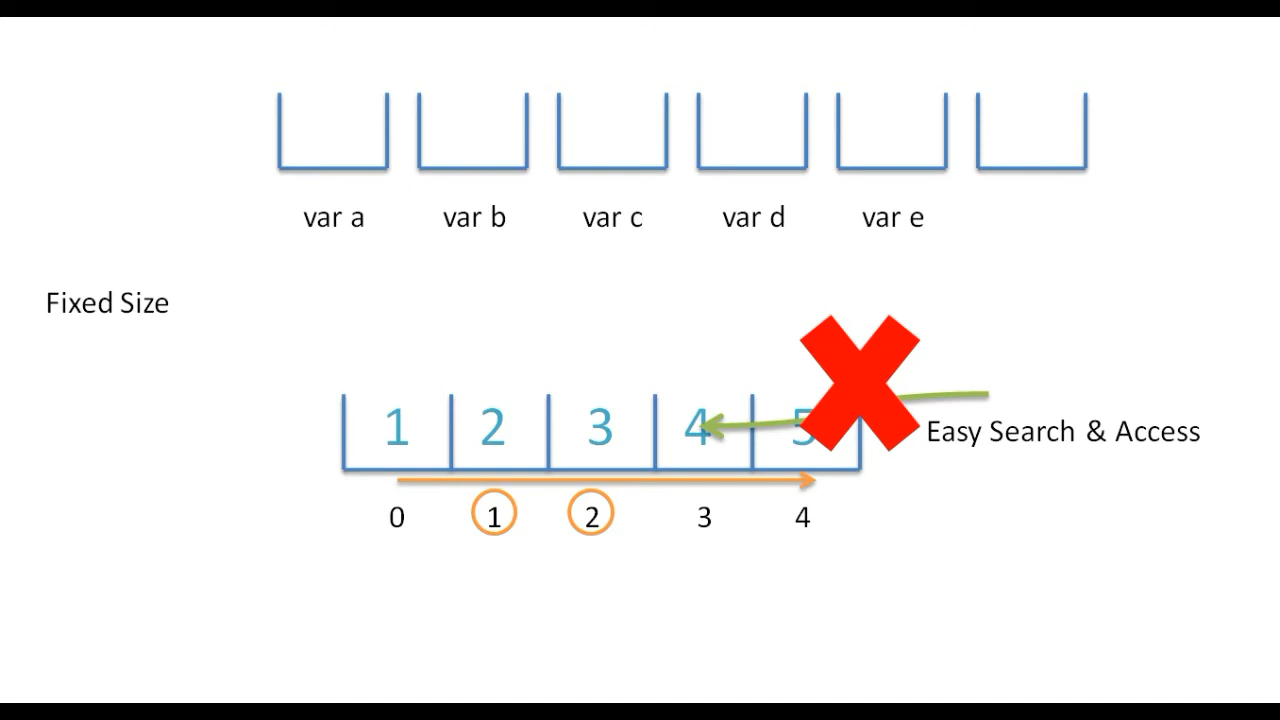 var a var b var c var d var e
Fixed Size
1 2 3 4 5
Easy Search & Access
0 1 2 3 4